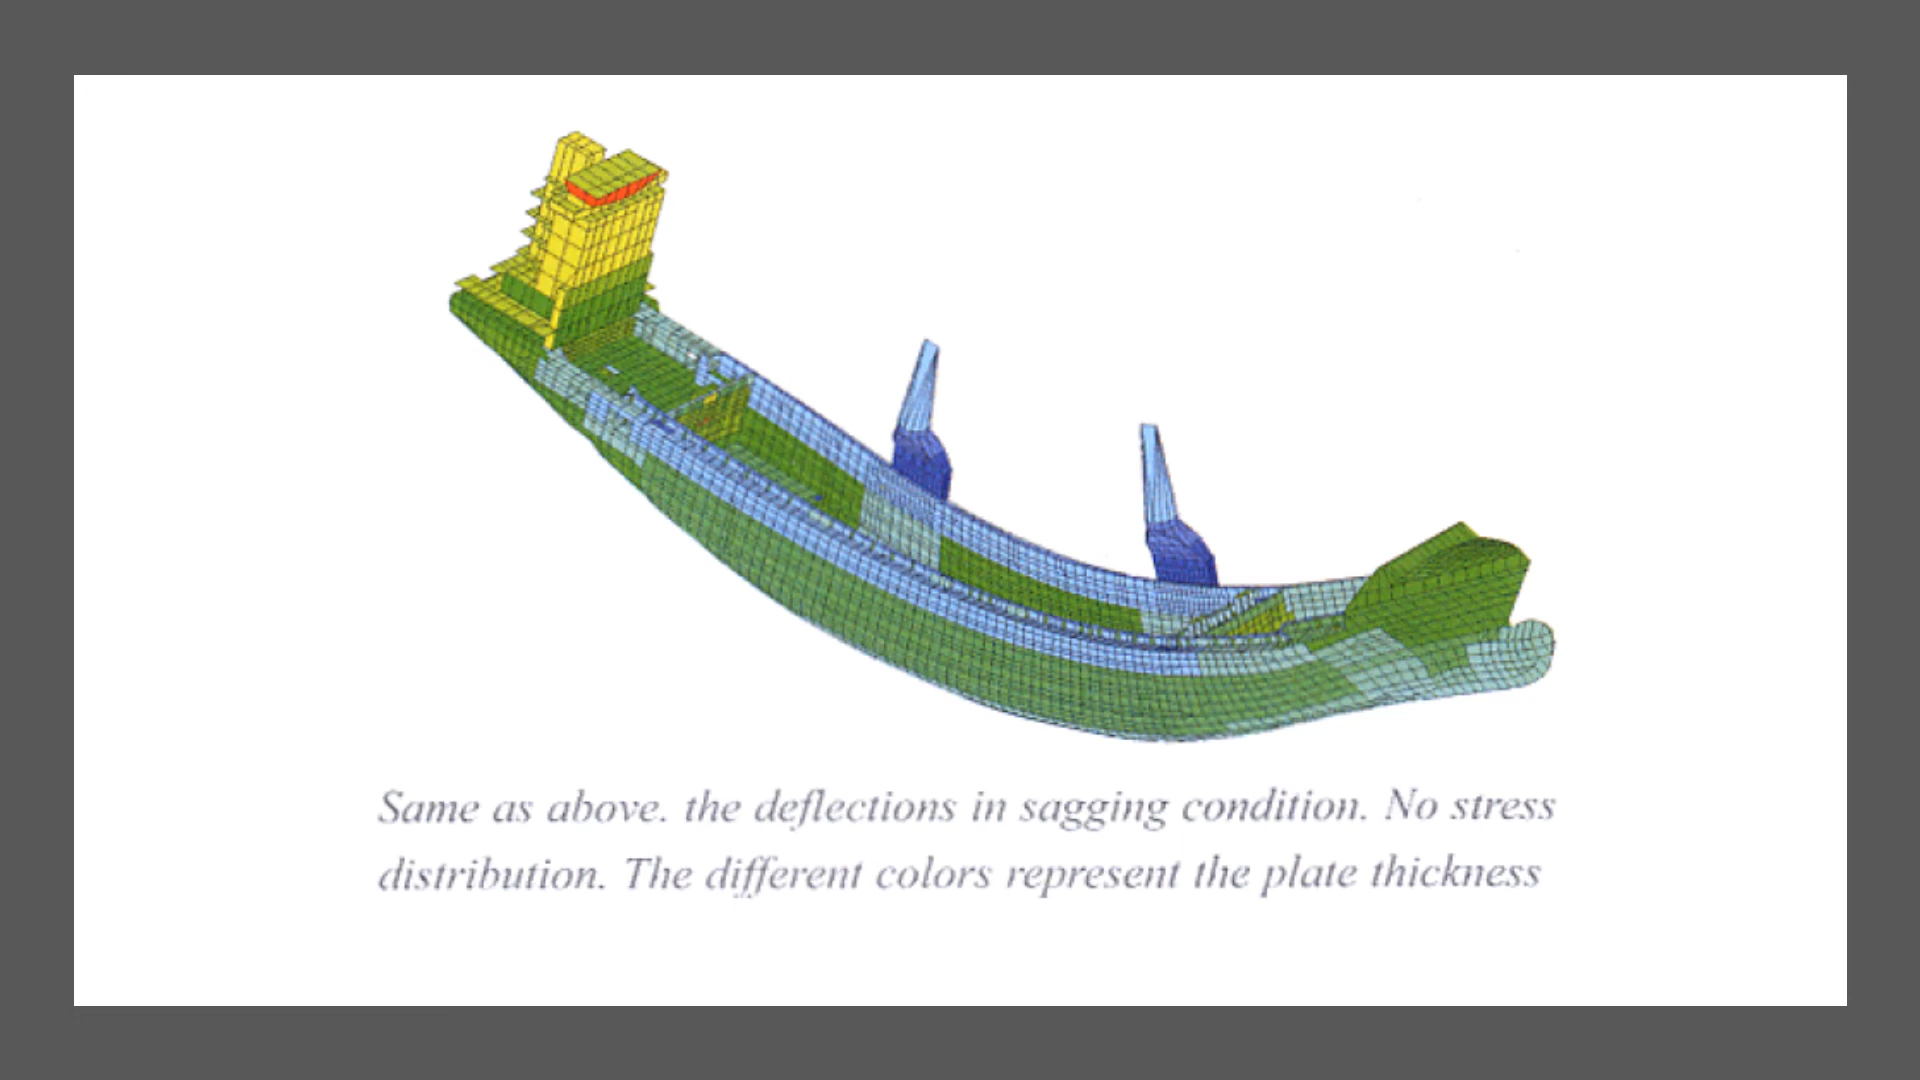 Same as above. the deflections in sagging condition. No stress
distribution. The different colors represent the plate thickness